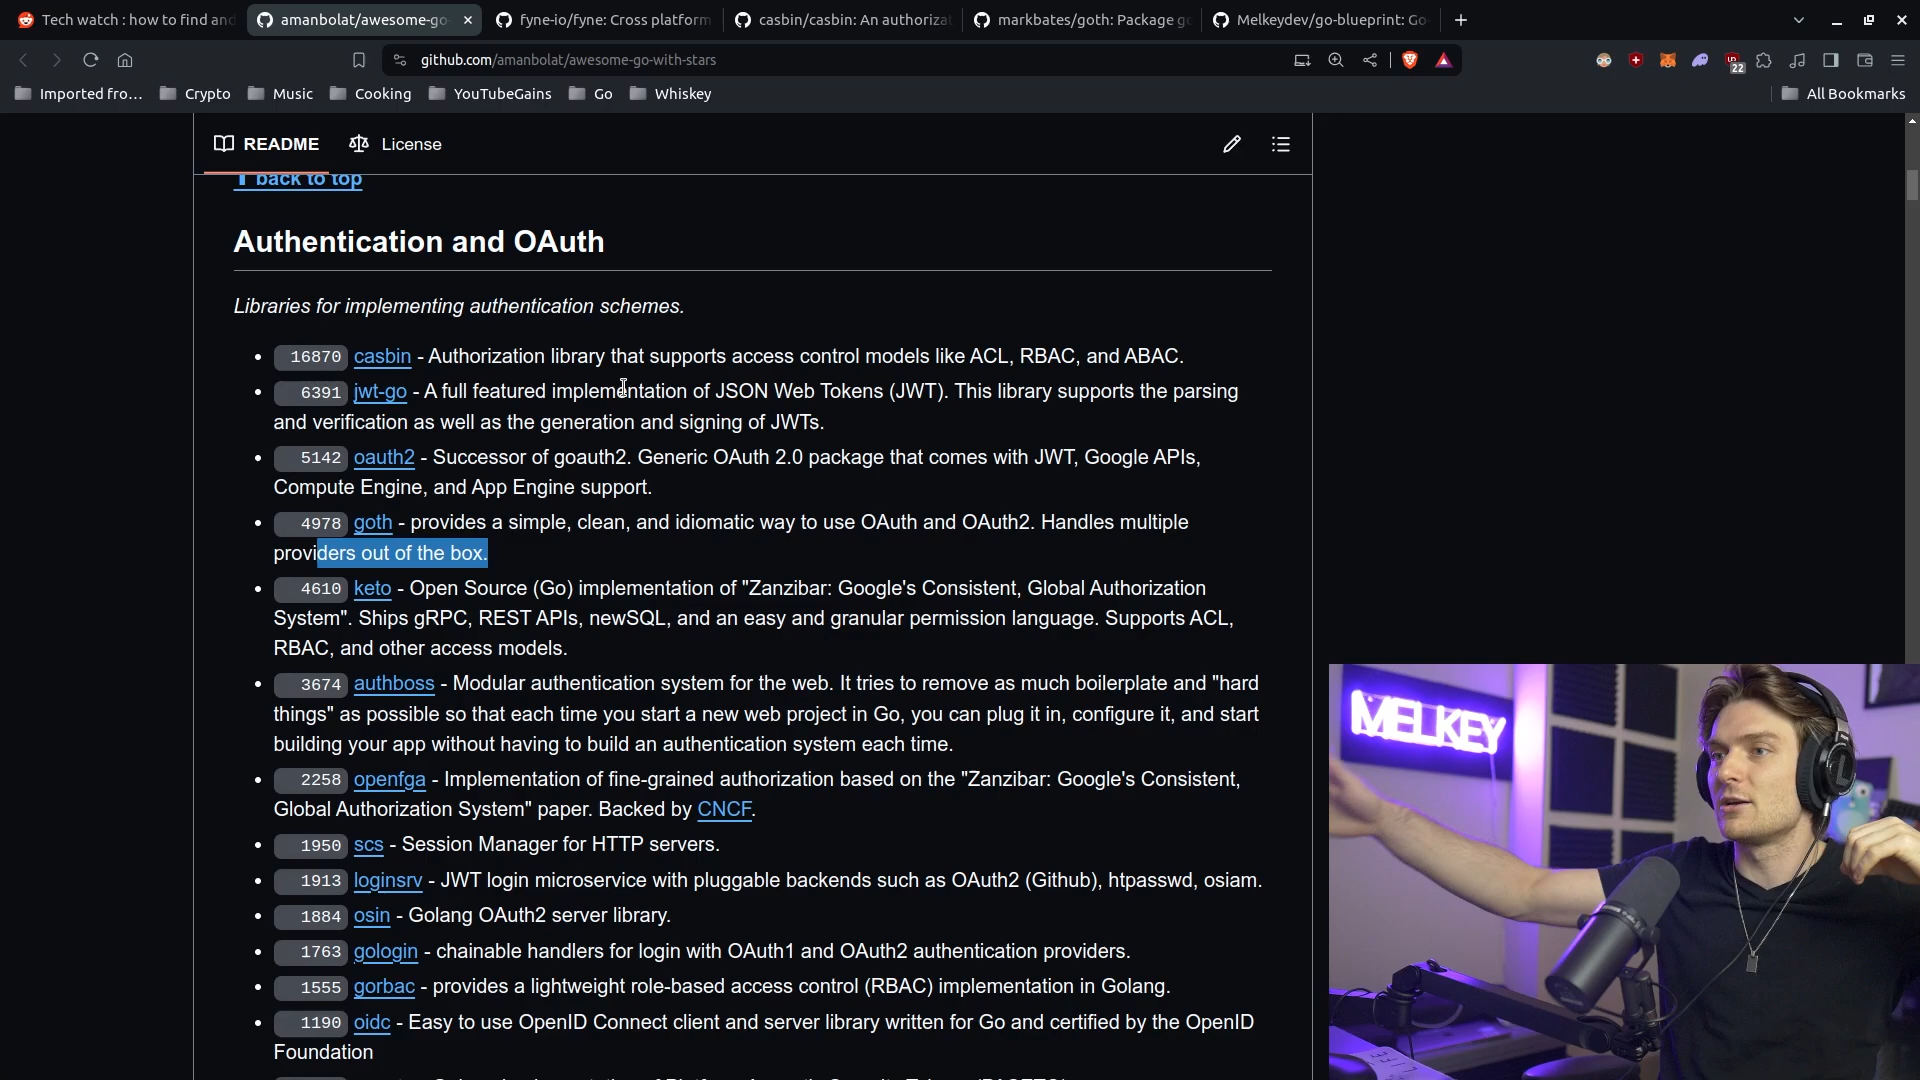 Tech watch : how to find and
amanbolat/awesome-go
fyne-io/fyne: Cross platform
casbin/casbin: An authoriza
markbates/goth: Package g
Melkeydev/go-blueprint: Go
github.com/amanbolat/awesome-go-with-stars
22
Imported fro...
Crypto
Music
Cooking
YouTubeGains
Go
Whiskey
All Bookmarks
README
License
back to top
Authentication and OAuth
Libraries for implementing authentication schemes.
16870 casbin - Authorization library that supports access control models like ACL, RBAC, and ABAC.
6391 jwt-go - A full featured implementation of JSON Web Tokens (JWT). This library supports the parsing
and verification as well as the generation and signing of JWTs.
5142 oauth2 - Successor of goauth2. Generic OAuth 2.0 package that comes with JWT, Google APIs,
Compute Engine, and App Engine support.
4978 goth - provides a simple, clean, and idiomatic way to use OAuth and OAuth2. Handles multiple
providers out of the box.
4610 keto - Open Source (Go) implementation of "Zanzibar: Google's Consistent, Global Authorization
System". Ships gRPC, REST APIs, newSQL, and an easy and granular permission language. Supports ACL,
RBAC, and other access models.
3674 authboss - Modular authentication system for the web. It tries to remove as much boilerplate and "hard
things" as possible so that each time you start a new web project in Go, you can plug it in, configure it, and start
building your app without having to build an authentication system each time.
2258 openfga - Implementation of fine-grained authorization based on the "Zanzibar: Google's Consistent,
Global Authorization System" paper. Backed by CNCF.
1950 scs - Session Manager for HTTP servers.
1913 loginsrv - JWT login microservice with pluggable backends such as OAuth2 (Github), htpasswd, osiam.
1884 osin - Golang OAuth2 server library.
1763 gologin - chainable handlers for login with OAuth1 and OAuth2 authentication providers.
1555 gorbac - provides a lightweight role-based access control (RBAC) implementation in Golang.
1190 oidc - Easy to use OpenID Connect client and server library written for Go and certified by the OpenID
Foundation
MELKEY